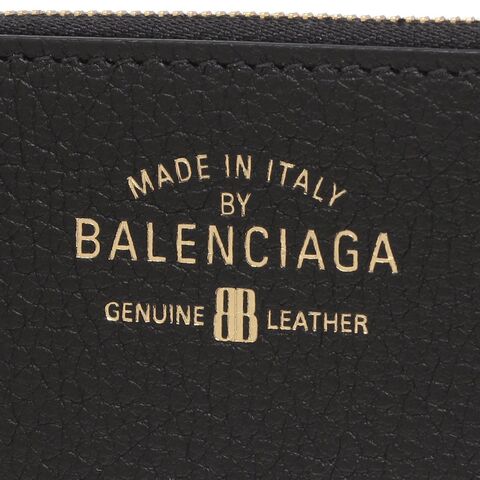 MADE IN ITALY
BY
BALENCIAGA
GENUINE BB LEATHER